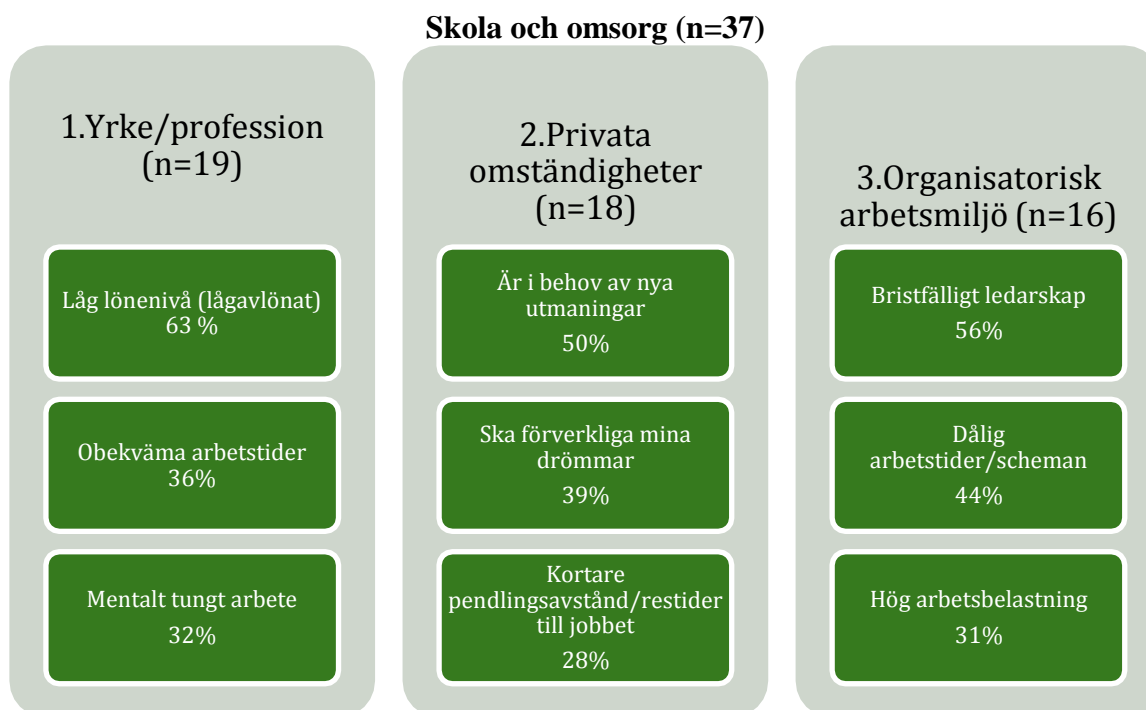 Skola och omsorg (n=37)
1.Yrke/profession
(n=19)
Låg lönenivå (lågavlönat)
63 %
Obekväma arbetstider
36%
Mentalt tungt arbete
32%
2.Privata
omständigheter
(n=18)
Är i behov av nya
utmaningar
50%
Ska förverkliga mina
drömmar
39%
Kortare
pendlingsavstånd/restider
till jobbet
28%
3.Organisatorisk
arbetsmiljö (n=16)
Bristfälligt ledarskap
56%
Dålig
arbetstider/scheman
44%
Hög arbetsbelastning
31%